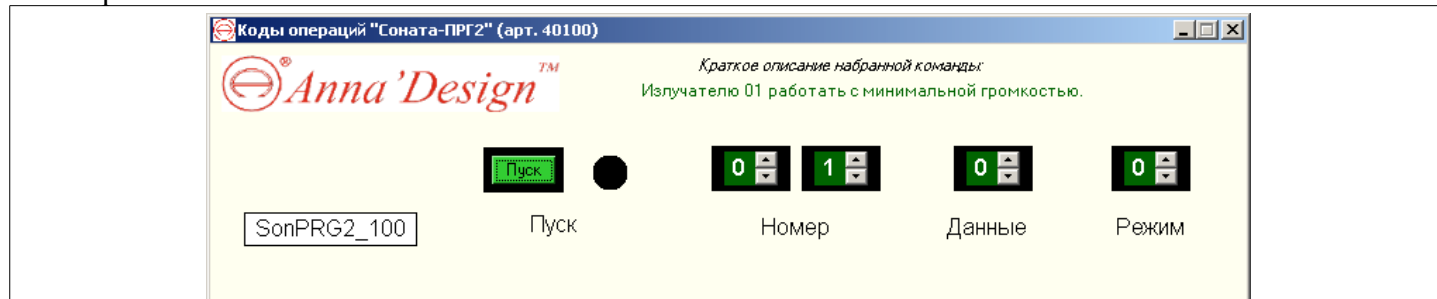 Коды операций "Соната-ПРГ2" (арт. 40100)
® Anna'Design TM
Краткое описание набранной команды:
Излучателю 01 работать с минимальной громкостью.
Пуск 0 1 0 0
SonPRG2_100 Пуск Номер Данные Режим